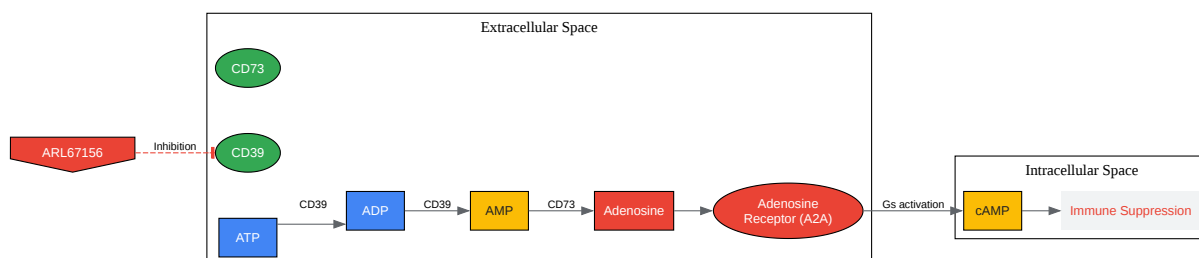 Extracellular Space
CD73
ARL67156
Inhibition
CD39
Intracellular Space
CD39
ADP
CD39
AMP
CD73
Adenosine
Adenosine
Receptor (A2A)
Gs activation
cAMP
Immune Suppression
ATP